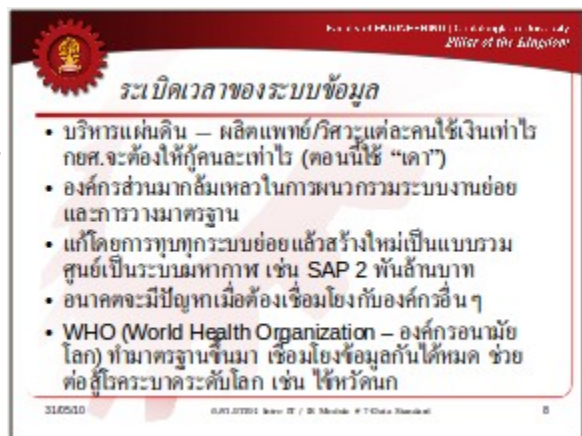 Faculty of ENGINEERING | Chulalongkorn University
Pillar of the Kingdom
ระเบิดเวลาของระบบข้อมูล
• บริหารแผ่นดิน – ผลิตแพทย์/วิศวะแต่ละคนใช้เงินเท่าไร
กยศ.จะต้องให้กู้คนละเท่าไร (ตอนนี้ใช้ “เดา”)
• องค์กรส่วนมากล้มเหลวในการผนวกรวมระบบงานย่อย
และการวางมาตรฐาน
• แก้โดยการทุบทุกระบบย่อยแล้วสร้างใหม่เป็นแบบรวม
ศูนย์เป็นระบบมหากาฬ เช่น SAP 2 พันล้านบาท
• อนาคตจะมีปัญหาเมื่อต้องเชื่อมโยงกับองค์กรอื่น ๆ
• WHO (World Health Organization – องค์กรอนามัย
โลก) ทำมาตรฐานขึ้นมา เชื่อมโยงข้อมูลกันได้หมด ช่วย
ต่อสู้โรคระบาดระดับโลก เช่น ไข้หวัดนก
31/05/10
Intro IT / IS Module # 7-Data Standard
8